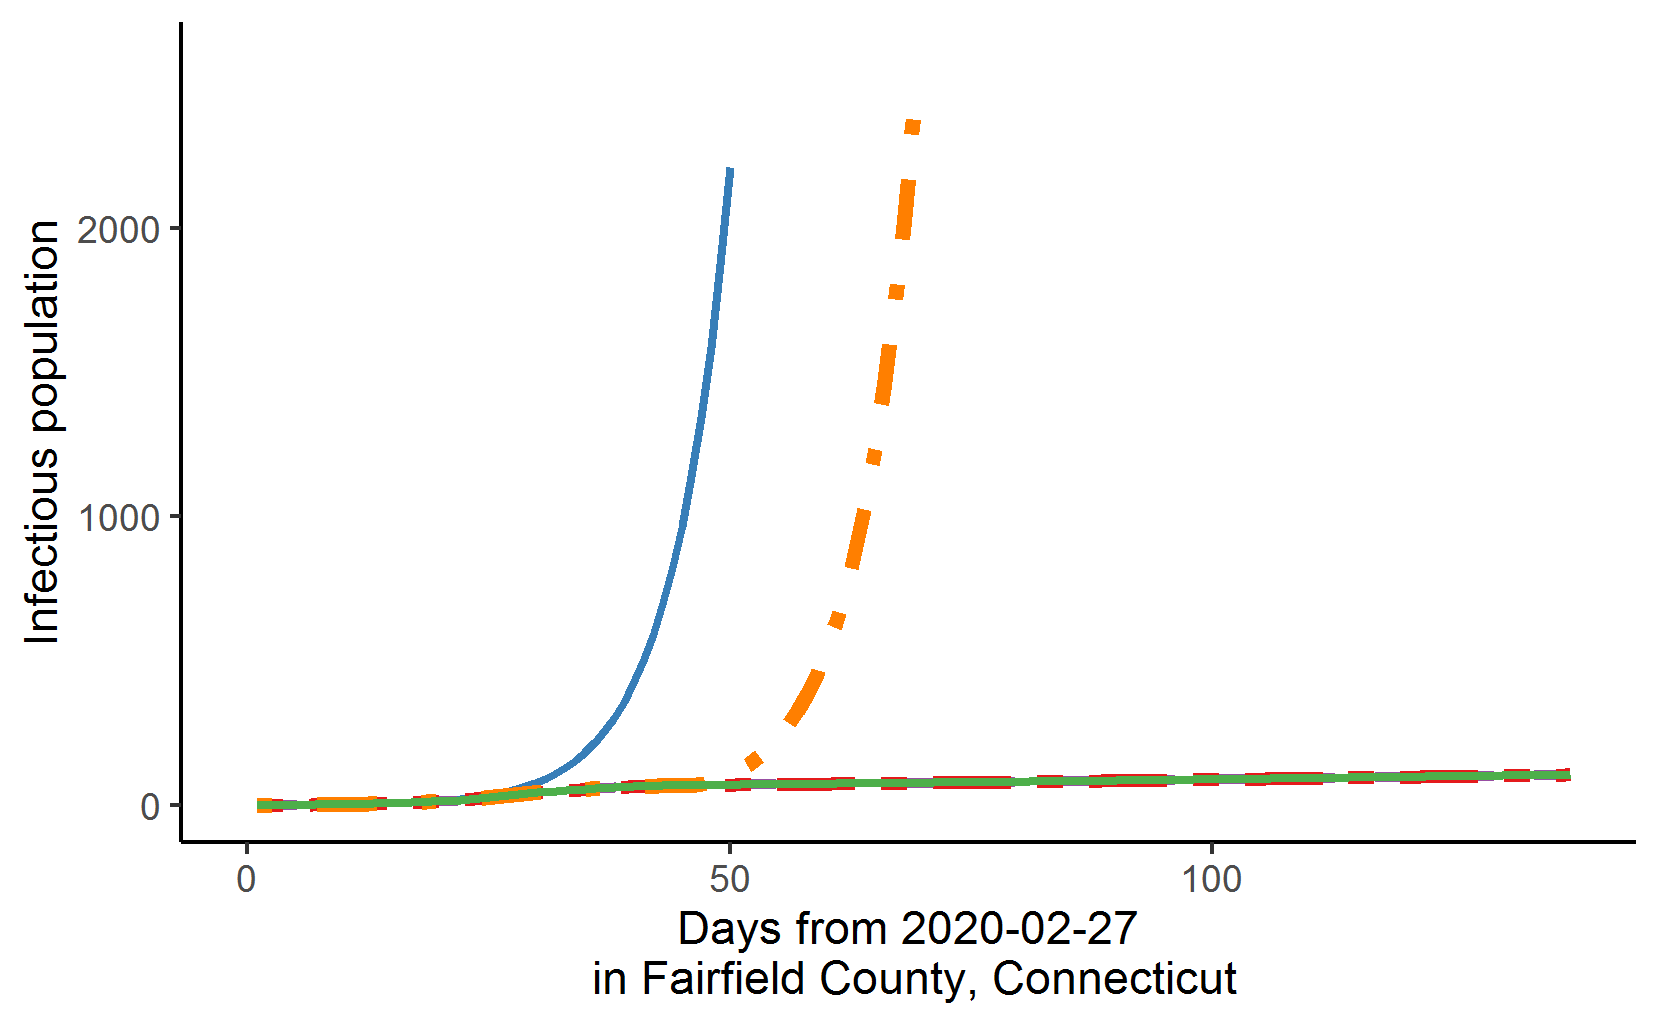 Infectious population
2000
1000
0
0 50 100
Days from 2020-02-27
in Fairfield County, Connecticut